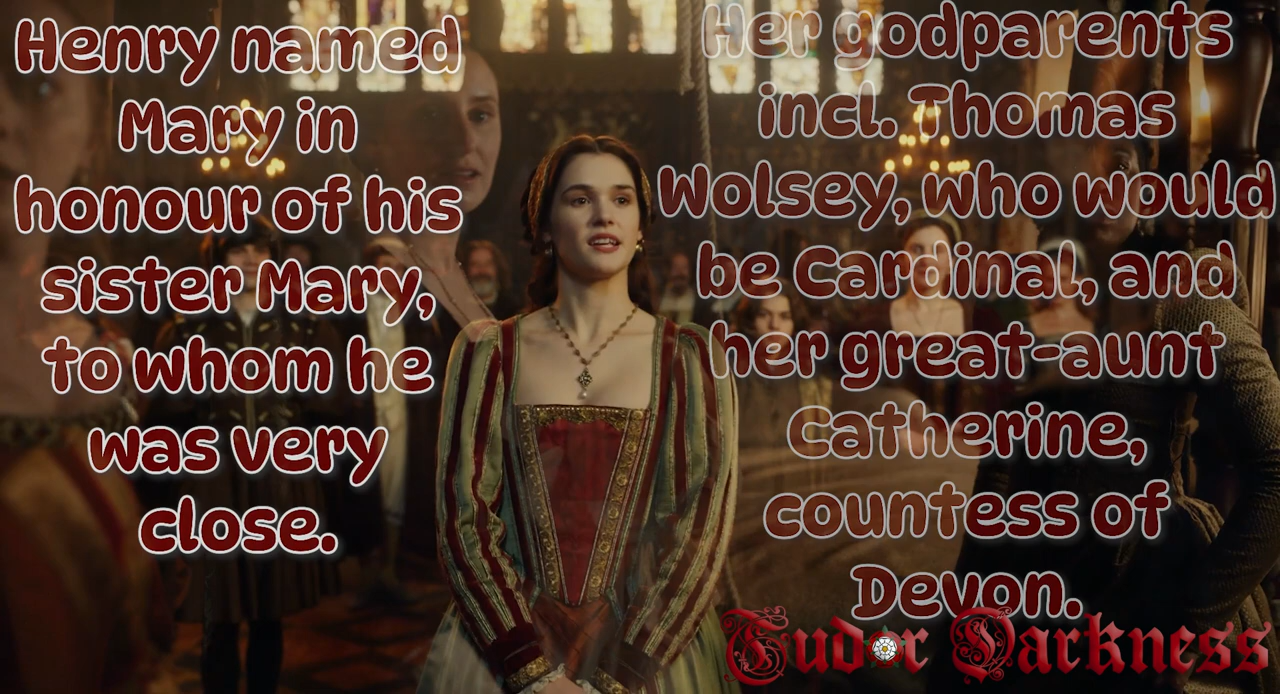 Henry named
Mary in
honour of his
sister Mary,
to whom he
was very
close.
Her godparents
incl. Thomas
Wolsey, who would
be Cardinal, and
her great-aunt
Catherine,
countess of
Devon.
Tudor Darkness